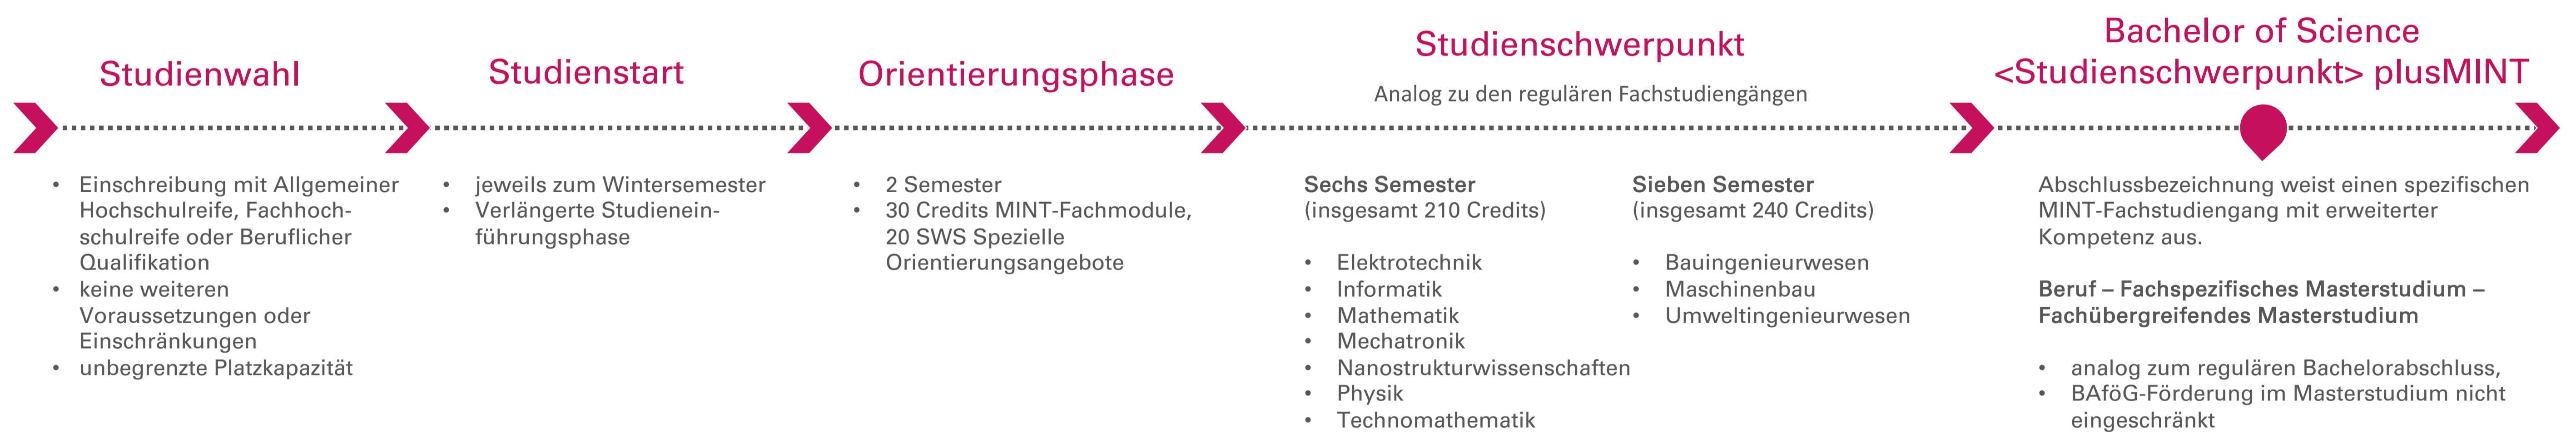 Studienwahl
• Einschreibung mit Allgemeiner
Hochschulreife, Fachhoch-
schulreife oder Beruflicher
Qualifikation
• keine weiteren
Voraussetzungen oder
Einschränkungen
• unbegrenzte Platzkapazität
Studienstart
• jeweils zum Wintersemester
• Verlängerte Studienein-
führungsphase
Orientierungsphase
• 2 Semester
• 30 Credits MINT-Fachmodule,
20 SWS Spezielle
Orientierungsangebote
Studienschwerpunkt
Analog zu den regulären Fachstudiengängen
Sechs Semester
(insgesamt 210 Credits)
• Elektrotechnik
• Informatik
• Mathematik
• Mechatronik
• Nanostrukturwissenschaften
• Physik
• Technomathematik
Sieben Semester
(insgesamt 240 Credits)
• Bauingenieurwesen
• Maschinenbau
• Umweltingenieurwesen
Bachelor of Science
<Studienschwerpunkt> plusMINT
Abschlussbezeichnung weist einen spezifischen
MINT-Fachstudiengang mit erweiterter
Kompetenz aus.
Beruf – Fachspezifisches Masterstudium –
Fachübergreifendes Masterstudium
• analog zum regulären Bachelorabschluss,
• BAföG-Förderung im Masterstudium nicht
eingeschränkt